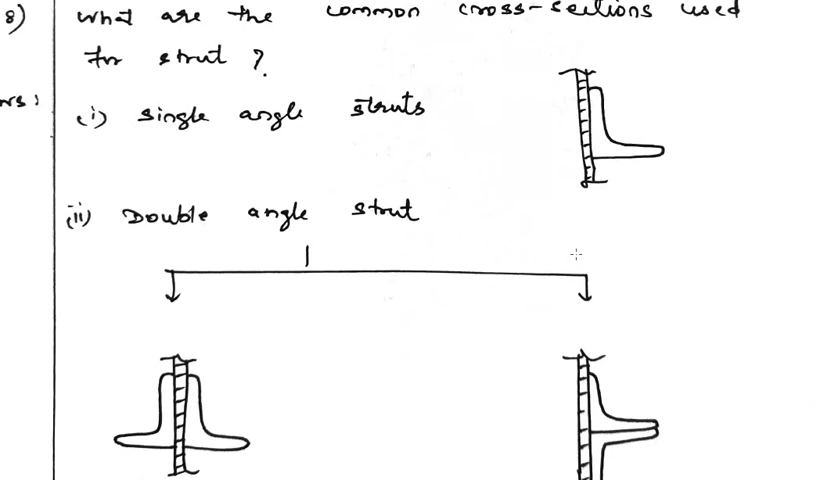 8) What are the common cross-sections used
for strut ?
(i) single angle struts
(ii) Double angle strut